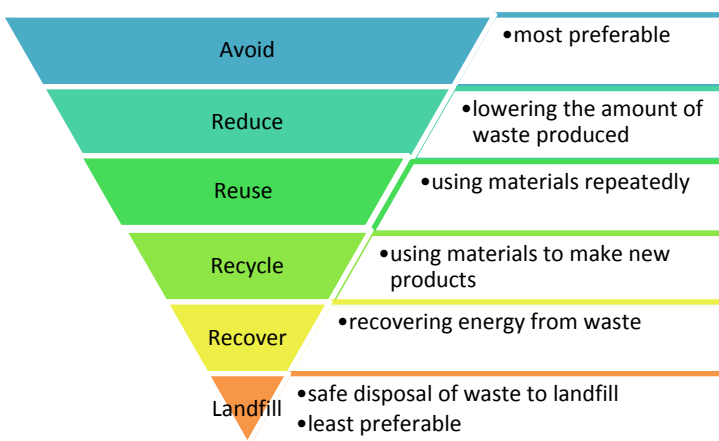 Avoid
•most preferable
Reduce
•lowering the amount of
waste produced
Reuse
•using materials repeatedly
Recycle
•using materials to make new
products
Recover
•recovering energy from waste
Landfill
•safe disposal of waste to landfill
•least preferable